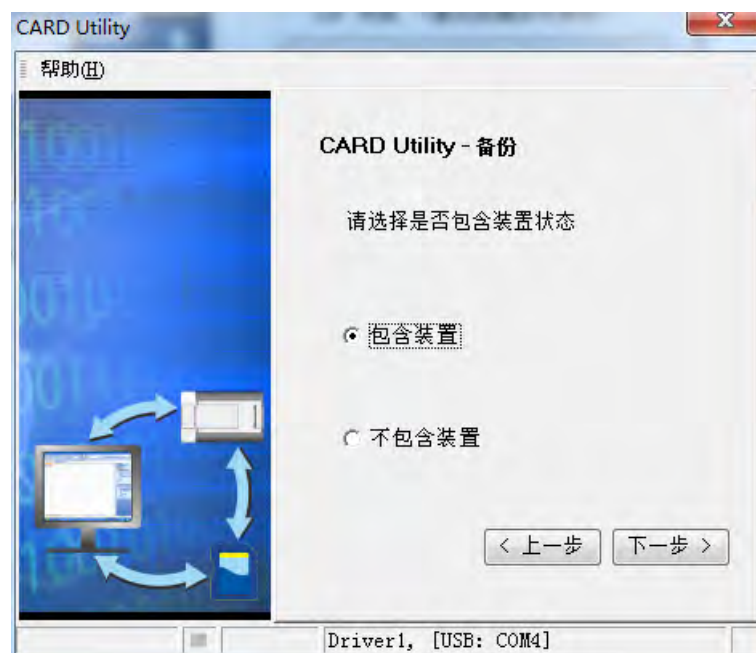 CARD Utility
帮助(H)
CARD Utility - 备份
请选择是否包含装置状态
包含装置
不包含装置
< 上一步
下一步 >
Driver1, [USB: COM4]